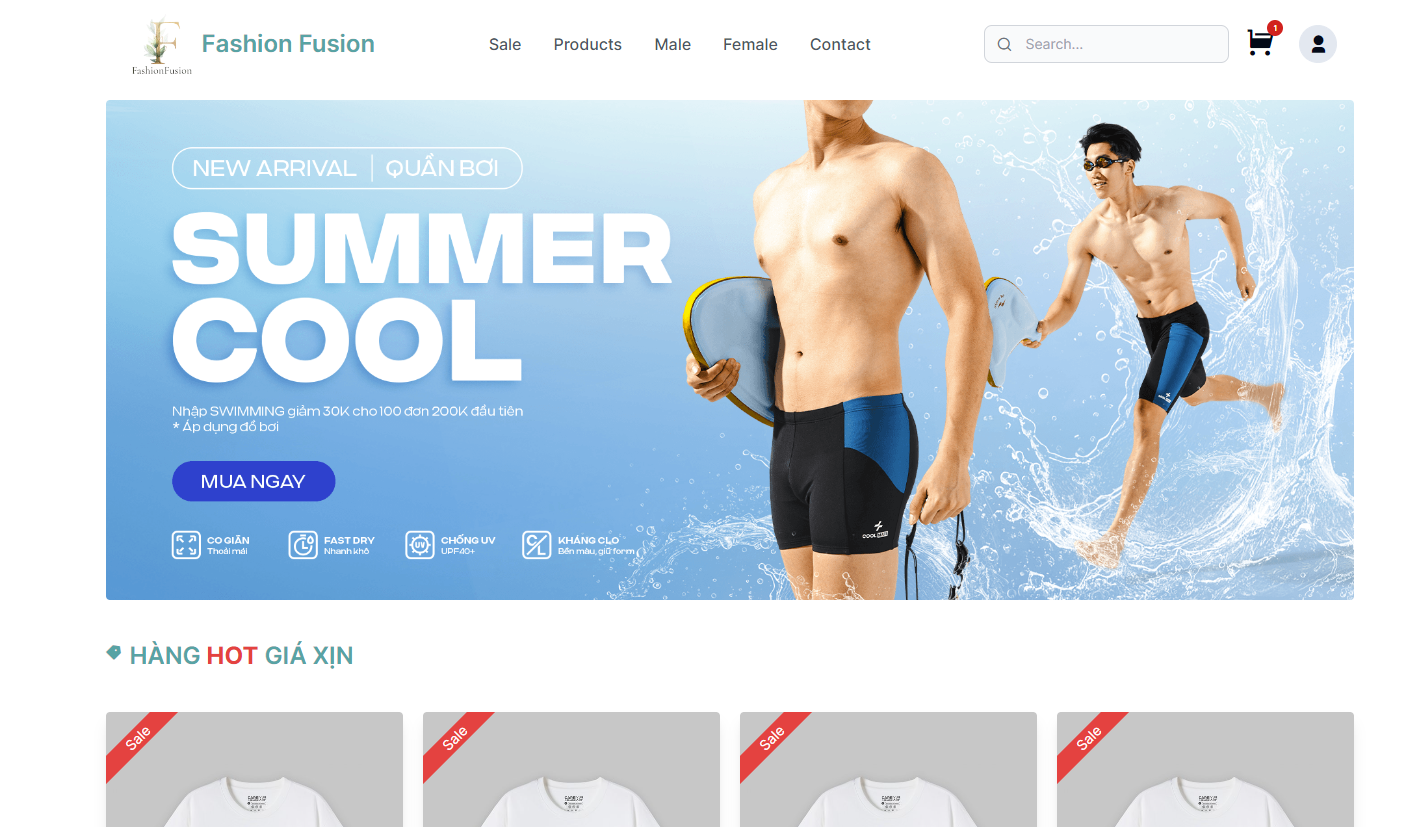 FashionFusion
Fashion Fusion
Sale
Products
Male
Female
Contact
Search...
1
NEW ARRIVAL | QUẦN BƠI
SUMMER
COOL
Nhập SWIMMING giảm 30K cho 100 đơn 200K đầu tiên
* Áp dụng đồ bơi
MUA NGAY
CO GIÃN
Thoải mái
FAST DRY
Nhanh khô
UV
CHỐNG UV
UPF40+
CL
KHÁNG CLO
Bền màu, giữ form
COOLMATE
HÀNG HOT GIÁ XỊN
Sale
Sale
Sale
Sale